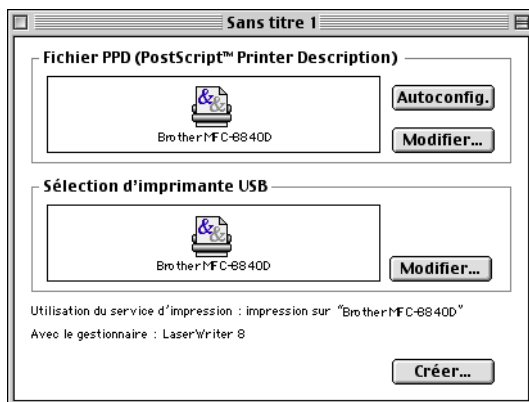 Sans titre 1
Fichier PPD (PostScript™ Printer Description)
&&
Brother MFC-8840D
Autoconfig.
Modifier...
Sélection d'imprimante USB
&&
Brother MFC-8840D
Modifier...
Utilisation du service d'impression : impression sur "Brother MFC-8840D"
Avec le gestionnaire : LaserWriter 8
Créer...